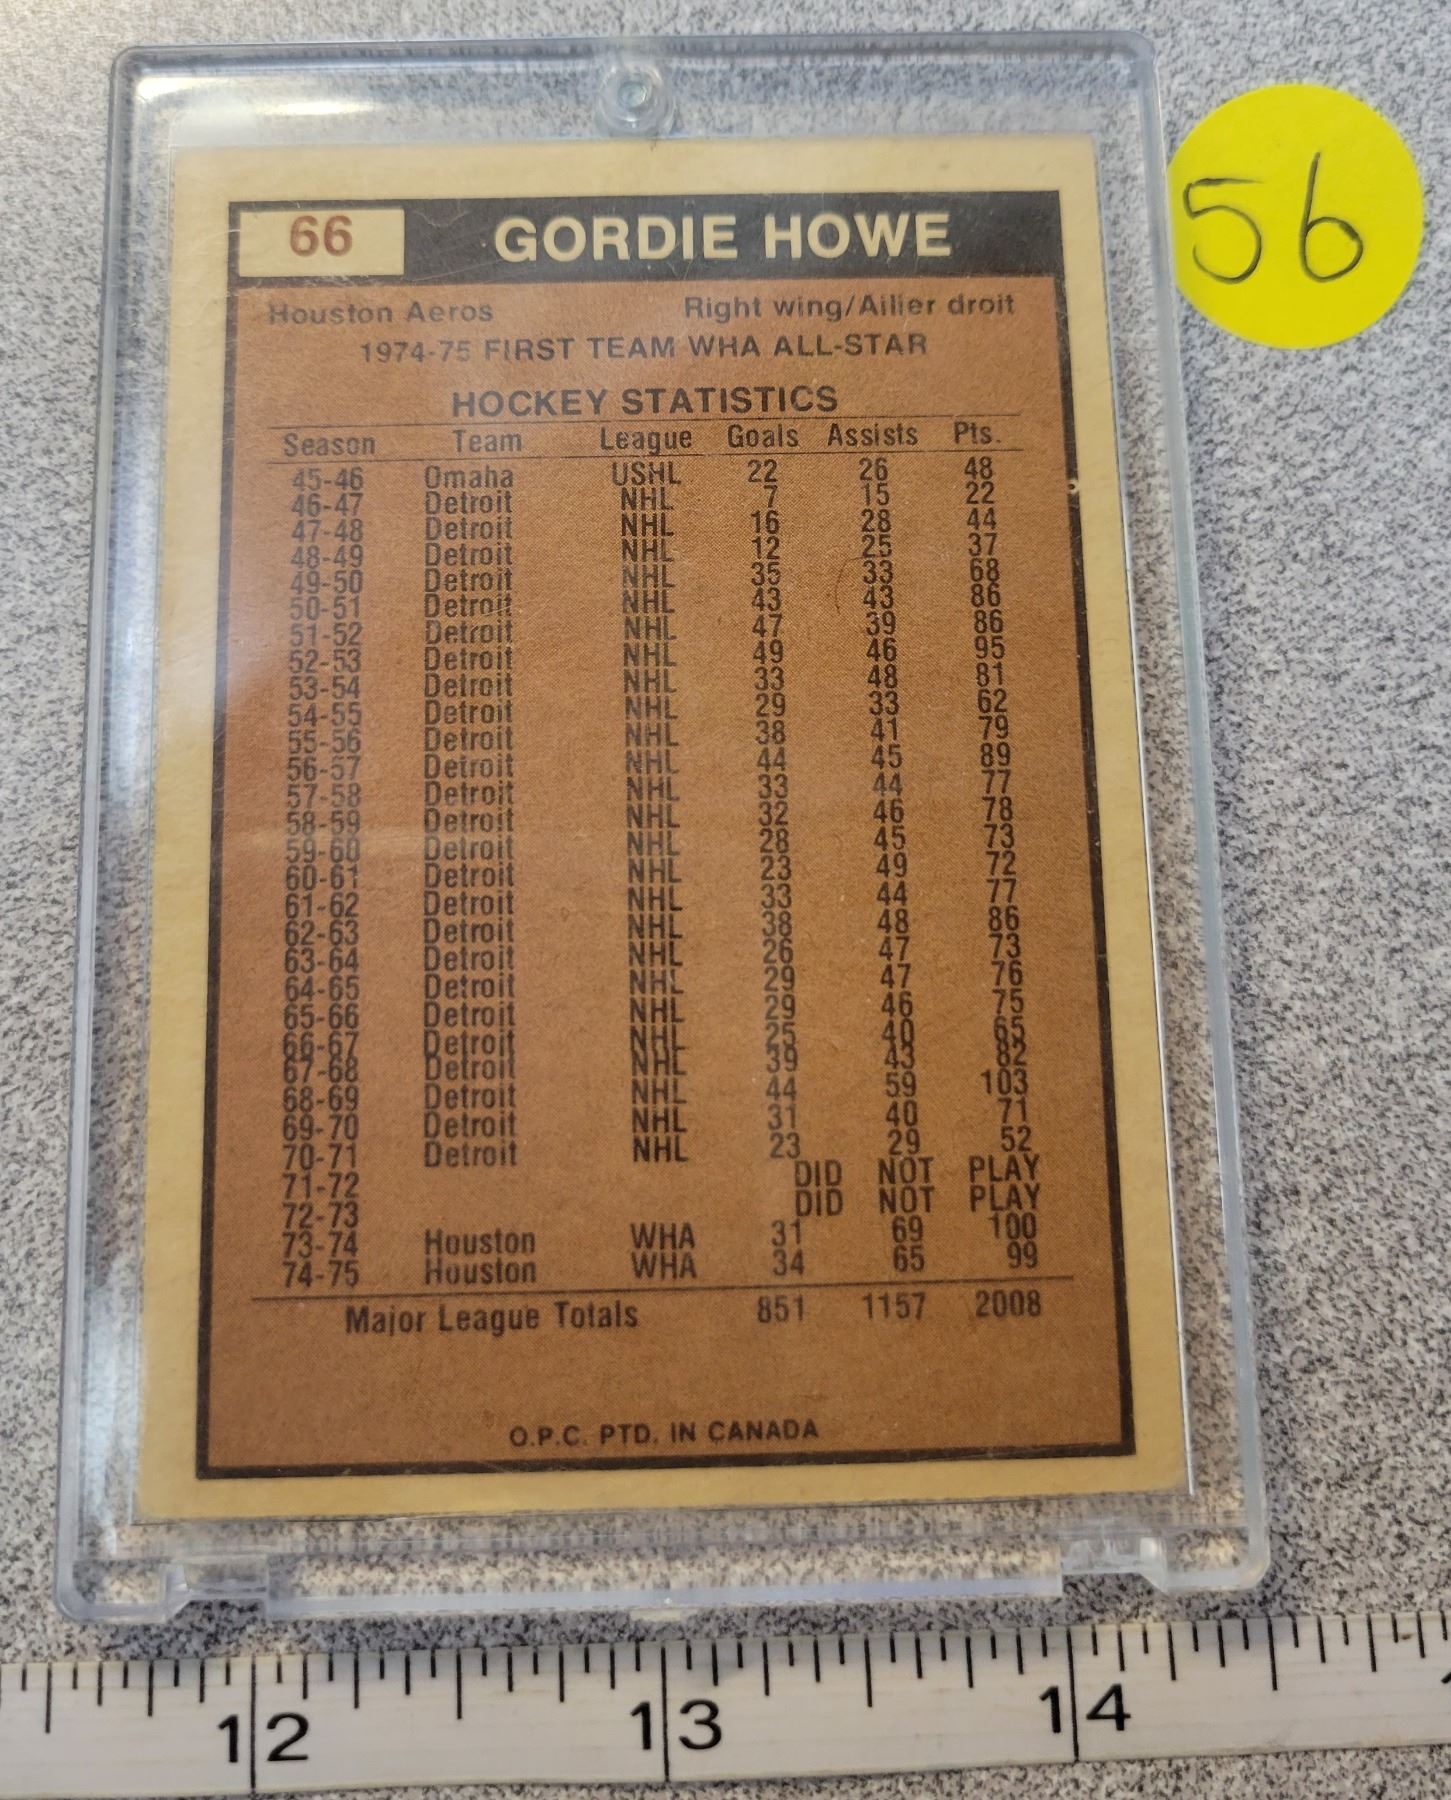 66 GORDIE HOWE
56
Houston Aeros Right wing/Ailier droit
1974-75 FIRST TEAM WHA ALL-STAR
HOCKEY STATISTICS
Season Team League Goals Assists Pts.
45-46 Omaha USHL 22 26 48
46-47 Detroit NHL 7 15 22
47-48 Detroit NHL 16 28 44
48-49 Detroit NHL 12 25 37
49-50 Detroit NHL 35 33 68
50-51 Detroit NHL 43 43 86
51-52 Detroit NHL 47 39 86
52-53 Detroit NHL 49 46 95
53-54 Detroit NHL 33 48 81
54-55 Detroit NHL 29 33 62
55-56 Detroit NHL 38 41 79
56-57 Detroit NHL 44 45 89
57-58 Detroit NHL 33 44 77
58-59 Detroit NHL 32 46 78
59-60 Detroit NHL 28 45 73
60-61 Detroit NHL 23 49 72
61-62 Detroit NHL 33 44 77
62-63 Detroit NHL 38 48 86
63-64 Detroit NHL 26 47 73
64-65 Detroit NHL 29 47 76
65-66 Detroit NHL 29 46 75
66-67 Detroit NHL 25 40 65
67-68 Detroit NHL 39 43 82
68-69 Detroit NHL 44 59 103
69-70 Detroit NHL 31 40 71
70-71 Detroit NHL 23 29 52
71-72 DID NOT PLAY
72-73 DID NOT PLAY
73-74 Houston WHA 31 69 100
74-75 Houston WHA 34 65 99
Major League Totals 851 1157 2008
O.P.C. PTD. IN CANADA
12 13 14